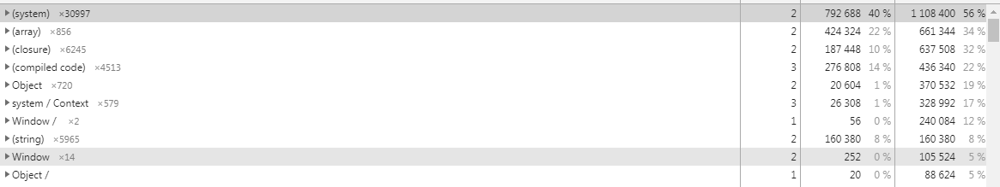 (system) ×30997 2 792 688 40 % 1 108 400 56 %
(array) ×856 2 424 324 22 % 661 344 34 %
(closure) ×6245 2 187 448 10 % 637 508 32 %
(compiled code) ×4513 3 276 808 14 % 436 340 22 %
Object ×720 2 20 604 1 % 370 532 19 %
system / Context ×579 3 26 308 1 % 328 992 17 %
Window / ×2 1 56 0 % 240 084 12 %
(string) ×5965 2 160 380 8 % 160 380 8 %
Window ×14 2 252 0 % 105 524 5 %
Object / 1 20 0 % 88 624 5 %